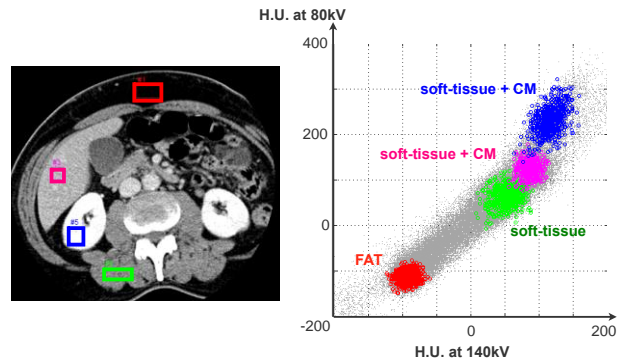 H.U. at 80kV
400
soft-tissue + CM
200
soft-tissue + CM
0
soft-tissue
FAT
-200
0
200
H.U. at 140kV
#5